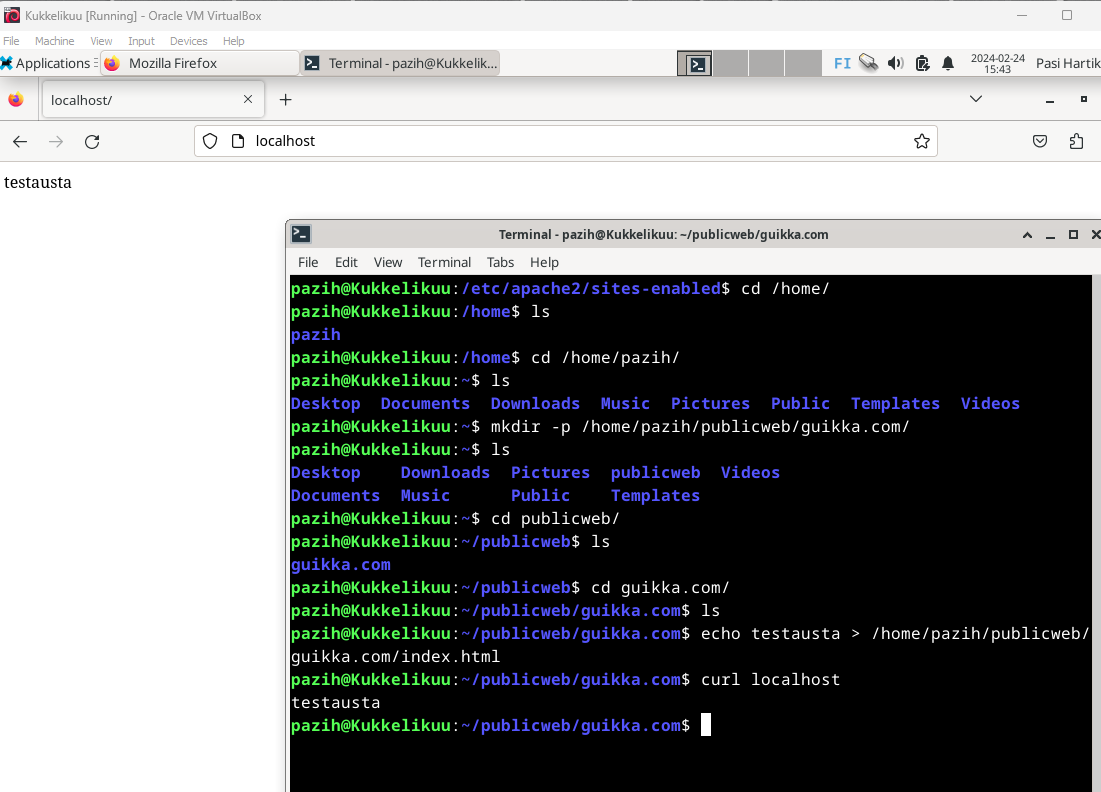 Kukkelikuu [Running] - Oracle VM VirtualBox
File Machine View Input Devices Help
Applications Mozilla Firefox Terminal - pazih@Kukkelik... FI 2024-02-24 15:43 Pasi Hartik
localhost/
localhost
testausta
Terminal - pazih@Kukkelikuu: ~/publicweb/guikka.com
File Edit View Terminal Tabs Help
pazih@Kukkelikuu:/etc/apache2/sites-enabled$ cd /home/
pazih@Kukkelikuu:/home$ ls
pazih
pazih@Kukkelikuu:/home$ cd /home/pazih/
pazih@Kukkelikuu:~$ ls
Desktop Documents Downloads Music Pictures Public Templates Videos
pazih@Kukkelikuu:~$ mkdir -p /home/pazih/publicweb/guikka.com/
pazih@Kukkelikuu:~$ ls
Desktop Downloads Pictures publicweb Videos
Documents Music Public Templates
pazih@Kukkelikuu:~$ cd publicweb/
pazih@Kukkelikuu:~/publicweb$ ls
guikka.com
pazih@Kukkelikuu:~/publicweb$ cd guikka.com/
pazih@Kukkelikuu:~/publicweb/guikka.com$ ls
pazih@Kukkelikuu:~/publicweb/guikka.com$ echo testausta > /home/pazih/publicweb/
guikka.com/index.html
pazih@Kukkelikuu:~/publicweb/guikka.com$ curl localhost
testausta
pazih@Kukkelikuu:~/publicweb/guikka.com$